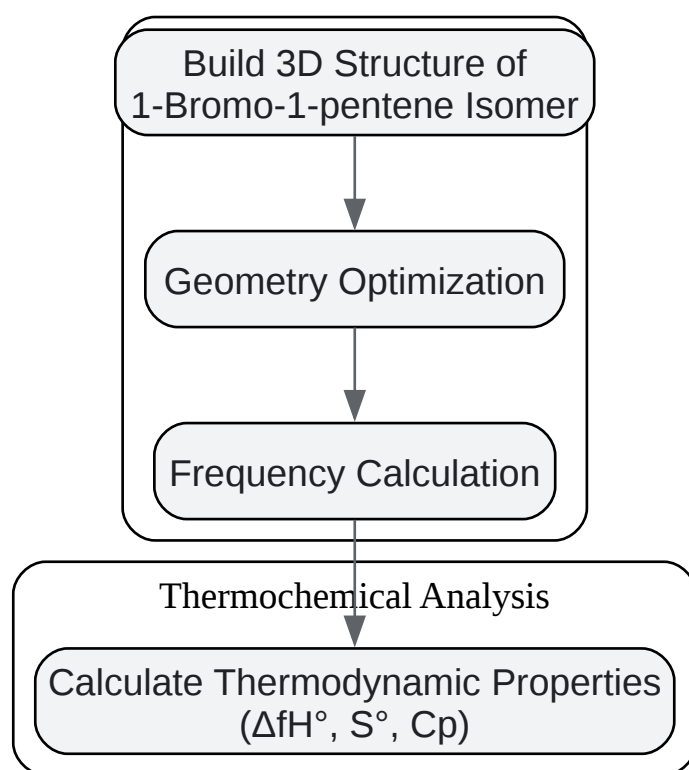 Build 3D Structure of
1-Bromo-1-pentene Isomer
Geometry Optimization
Frequency Calculation
Thermochemical Analysis
Calculate Thermodynamic Properties
(ΔfH°, S°, Cp)